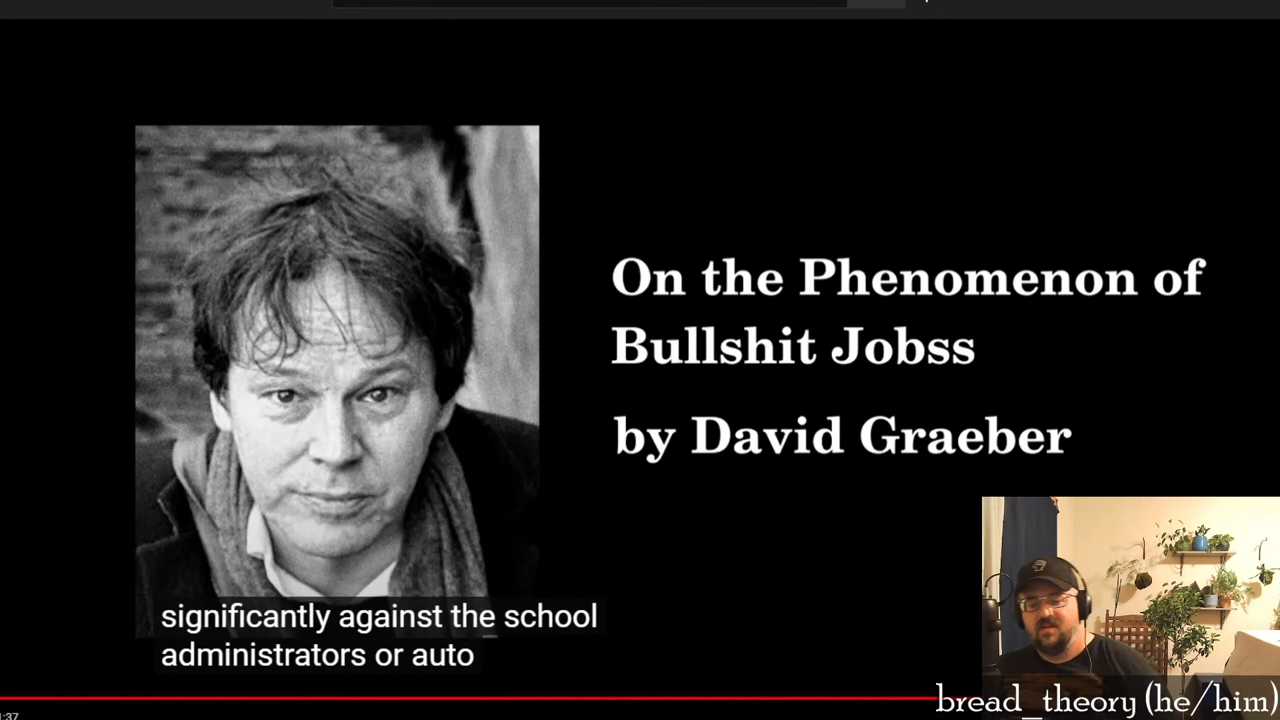 On the Phenomenon of
Bullshit Jobss
by David Graeber
significantly against the school
administrators or auto
bread_theory (he/him)
:37